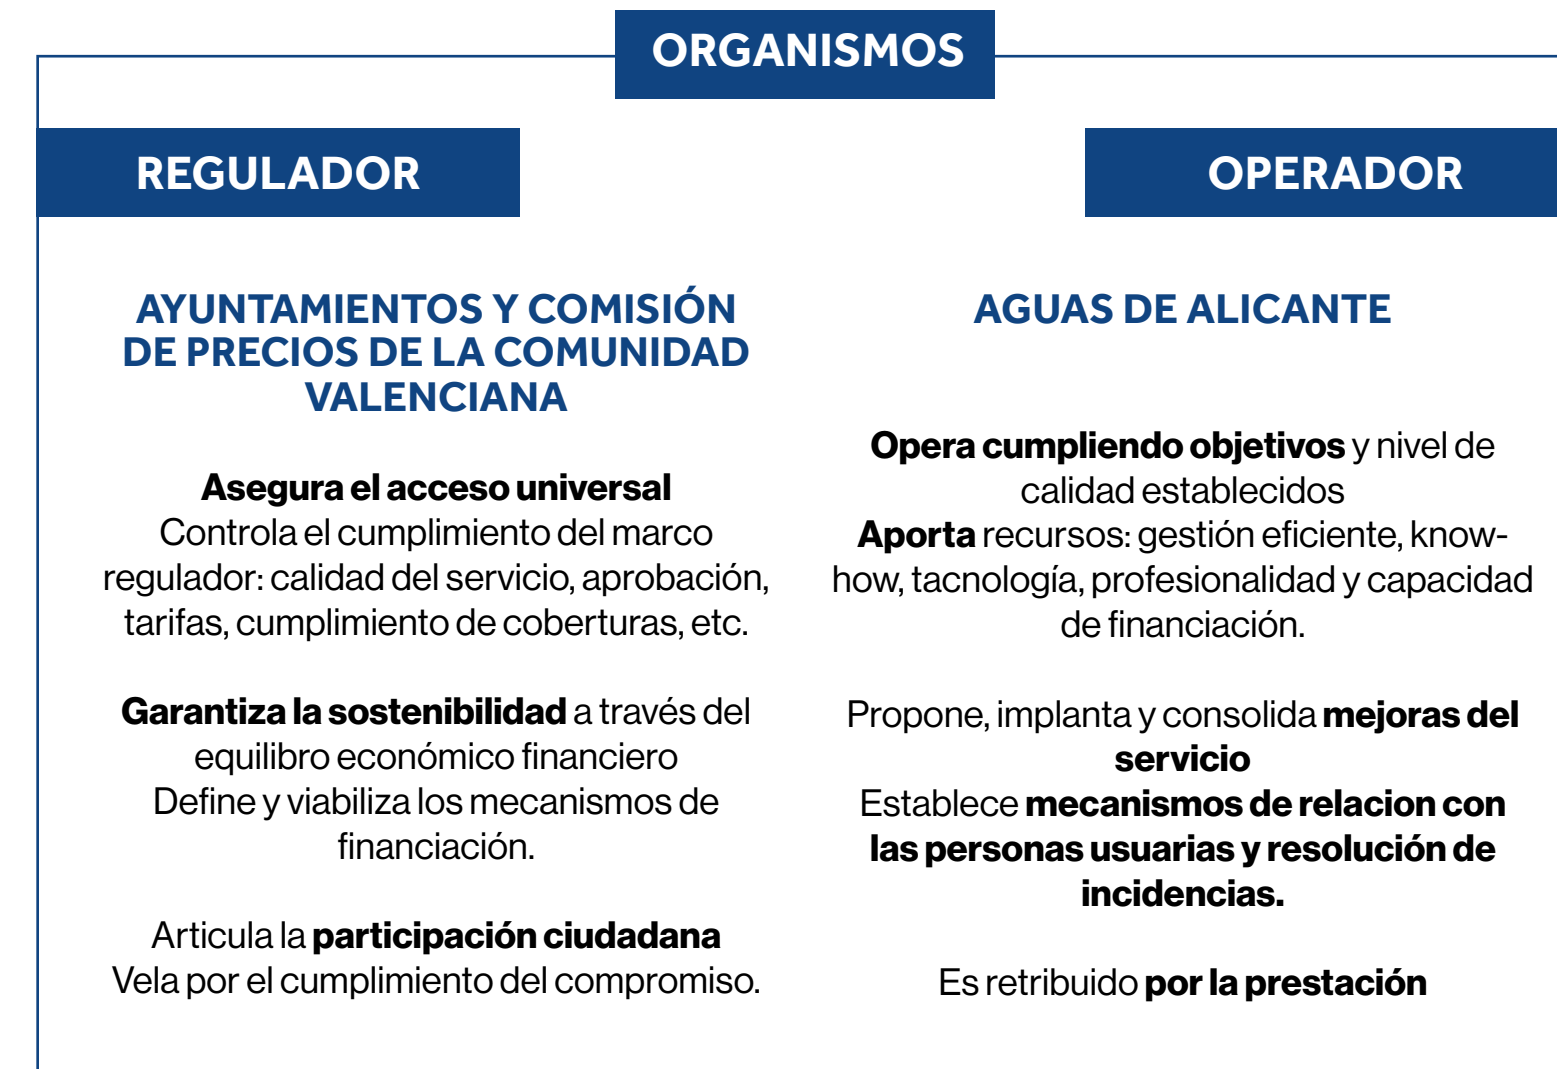 ORGANISMOS
REGULADOR
AYUNTAMIENTOS Y COMISIÓN
DE PRECIOS DE LA COMUNIDAD
VALENCIANA
Asegura el acceso universal
Controla el cumplimiento del marco
regulador: calidad del servicio, aprobación,
tarifas, cumplimiento de coberturas, etc.
Garantiza la sostenibilidad a través del
equilibro económico financiero
Define y viabiliza los mecanismos de
financiación.
Articula la participación ciudadana
Vela por el cumplimiento del compromiso.
OPERADOR
AGUAS DE ALICANTE
Opera cumpliendo objetivos y nivel de
calidad establecidos
Aporta recursos: gestión eficiente, know-
how, tacnología, profesionalidad y capacidad
de financiación.
Propone, implanta y consolida mejoras del
servicio
Establece mecanismos de relacion con
las personas usuarias y resolución de
incidencias.
Es retribuido por la prestación